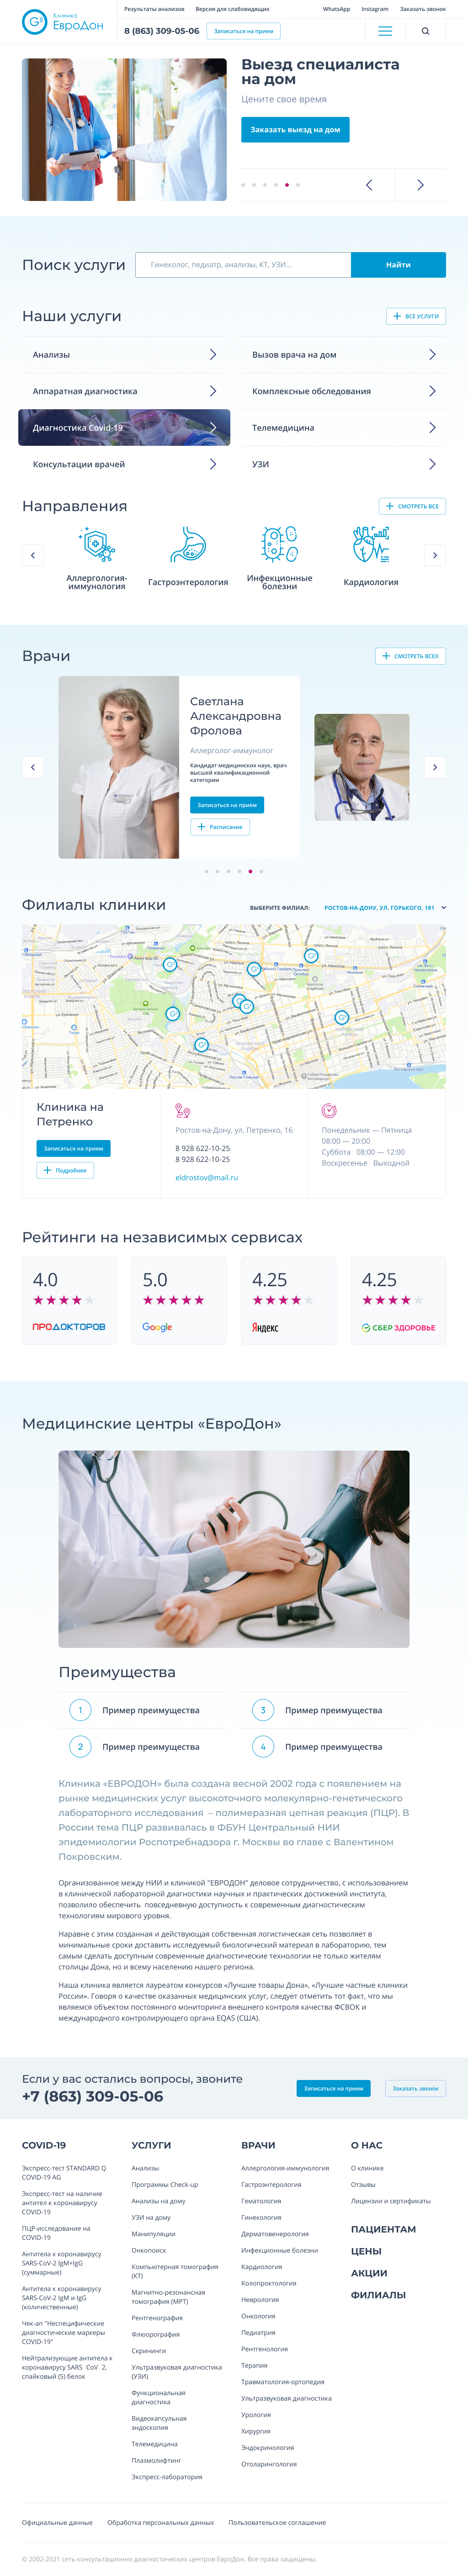 Клиника
ЕвроДон
Результаты анализов
Версия для слабовидящих
WhatsApp
Instagram
Заказать звонок
8 (863) 309-05-06
Записаться на прием
Выезд специалиста
на дом
Цените свое время
Заказать выезд на дом
Поиск услуги
Гинеколог, педиатр, анализы, КТ, УЗИ...
Найти
Наши услуги
ВСЕ УСЛУГИ
Анализы
Вызов врача на дом
Аппаратная диагностика
Комплексные обследования
Диагностика Covid-19
Телемедицина
Консультации врачей
УЗИ
Направления
СМОТРЕТЬ ВСЕ
Аллергология-
иммунология
Гастроэнтерология
Инфекционные
болезни
Кардиология
Врачи
СМОТРЕТЬ ВСЕХ
Светлана
Александровна
Фролова
Аллерголог-иммунолог
Кандидат медицинских наук, врач
высшей квалификационной
категории
Записаться на прием
Расписание
Филиалы клиники
ВЫБЕРИТЕ ФИЛИАЛ:
РОСТОВ-НА-ДОНУ, УЛ. ГОРЬКОГО, 181
Клиника на
Петренко
Записаться на прием
Подробнее
Ростов-на-Дону, ул. Петренко, 16
8 928 622-10-25
8 928 622-10-25
eldrostov@mail.ru
Понедельник — Пятница
08:00 — 20:00
Суббота 08:00 — 12:00
Воскресенье Выходной
Рейтинги на независимых сервисах
4.0
ПРОДОКТОРОВ
5.0
Google
4.25
Яндекс
4.25
СБЕР ЗДОРОВЬЕ
Медицинские центры «ЕвроДон»
Преимущества
1
Пример преимущества
3
Пример преимущества
2
Пример преимущества
4
Пример преимущества
Клиника «ЕВРОДОН» была создана весной 2002 года с появлением на
рынке медицинских услуг высокоточного молекулярно-генетического
лабораторного исследования – полимеразная цепная реакция (ПЦР). В
России тема ПЦР развивалась в ФБУН Центральный НИИ
эпидемиологии Роспотребнадзора г. Москвы во главе с Валентином
Покровским.
Организованное между НИИ и клиникой "ЕВРОДОН" деловое сотрудничество, с использованием
в клинической лабораторной диагностики научных и практических достижений института,
позволило обеспечить повседневную доступность к современным диагностическим
технологиям мирового уровня.
Наравне с этим созданная и действующая собственная логистическая сеть позволяет в
минимальные сроки доставить исследуемый биологический материал в лабораторию, тем
самым сделать доступным современные диагностические технологии не только жителям
столицы Дона, но и всему населению нашего региона.
Наша клиника является лауреатом конкурсов «Лучшие товары Дона», «Лучшие частные клиники
России». Говоря о качестве оказанных медицинских услуг, следует отметить тот факт, что мы
являемся объектом постоянного мониторинга внешнего контроля качества ФСВОК и
международного контролирующего органа EQAS (США).
Если у вас остались вопросы, звоните
+7 (863) 309-05-06
Записаться на прием
Заказать звонок
COVID-19
Экспресс-тест STANDARD Q
COVID-19 AG
Экспресс-тест на наличие
антител к коронавирусу
COVID-19
ПЦР-исследование на
COVID-19
Антитела к коронавирусу
SARS-CoV-2 IgM+IgG
(суммарные)
Антитела к коронавирусу
SARS-CoV-2 IgM и IgG
(количественные)
Чек-ап "Неспецифические
диагностические маркеры
COVID-19"
Нейтрализующие антитела к
коронавирусу SARS CoV 2,
спайковый (S) белок
УСЛУГИ
Анализы
Программы Check-up
Анализы на дому
УЗИ на дому
Манипуляции
Онкопоиск
Компьютерная томография
(КТ)
Магнитно-резонансная
томография (МРТ)
Рентгенография
Флюорография
Скрининги
Ультразвуковая диагностика
(УЗИ)
Функциональная
диагностика
Видеокапсульная
эндоскопия
Телемедицина
Плазмолифтинг
Экспресс-лаборатория
ВРАЧИ
Аллергология-иммунология
Гастроэнтерология
Гематология
Гинекология
Дерматовенерология
Инфекционные болезни
Кардиология
Колопроктология
Неврология
Онкология
Педиатрия
Рентгенология
Терапия
Травматология-ортопедия
Ультразвуковая диагностика
Урология
Хирургия
Эндокринология
Отоларингология
О НАС
О клинике
Отзывы
Лицензии и сертификаты
ПАЦИЕНТАМ
ЦЕНЫ
АКЦИИ
ФИЛИАЛЫ
Официальные данные
Обработка персональных данных
Пользовательское соглашение
© 2002-2021 сеть консультационно диагностических центров ЕвроДон. Все права защищены.